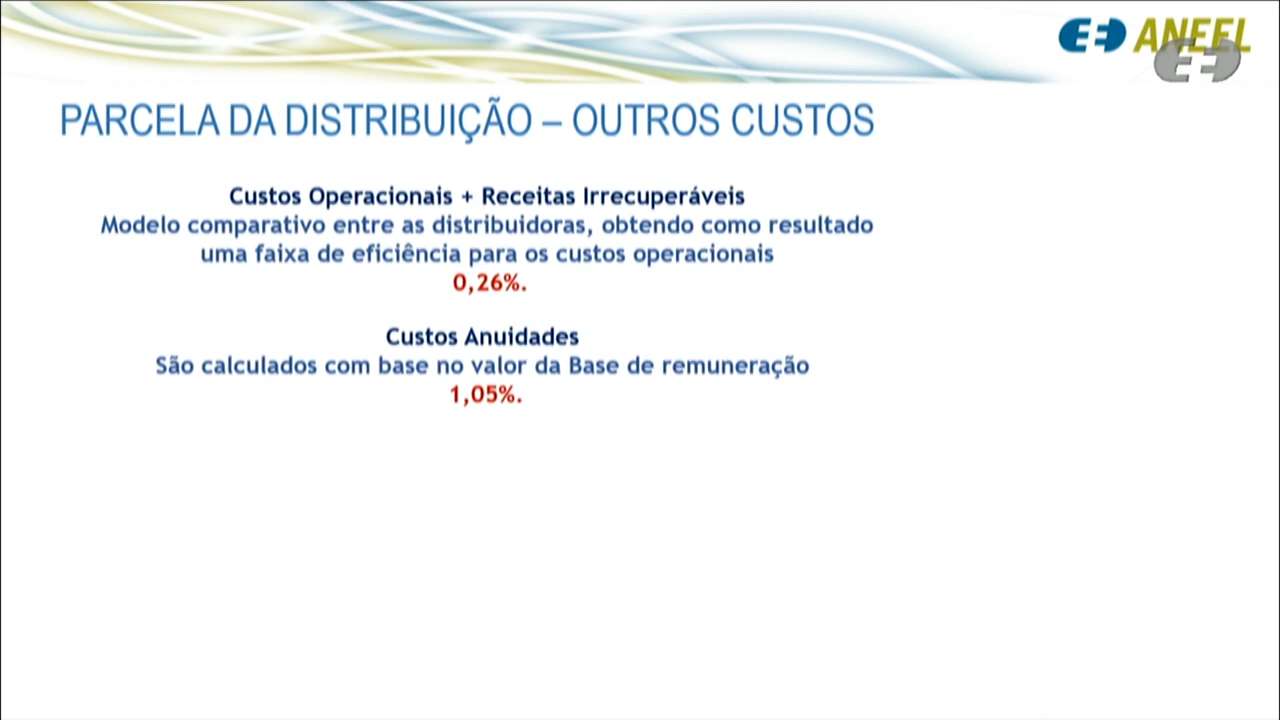 ANEEL
PARCELA DA DISTRIBUIÇÃO – OUTROS CUSTOS
Custos Operacionais + Receitas Irrecuperáveis
Modelo comparativo entre as distribuidoras, obtendo como resultado
uma faixa de eficiência para os custos operacionais
0,26%.
Custos Anuidades
São calculados com base no valor da Base de remuneração
1,05%.